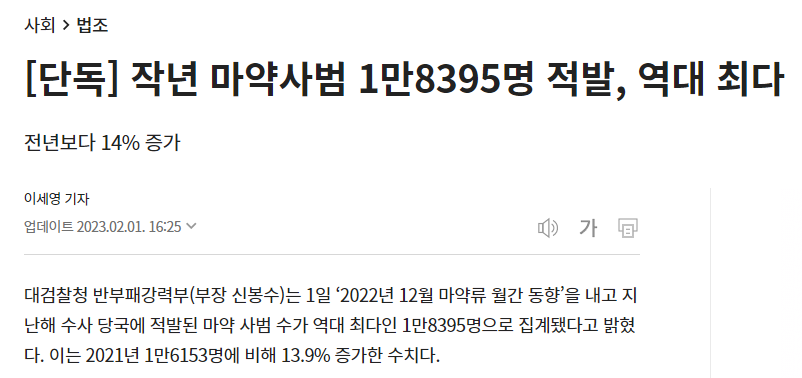 사회 > 법조
[단독] 작년 마약사범 1만8395명 적발, 역대 최다
전년보다 14% 증가
이세영 기자
업데이트 2023.02.01. 16:25
가
대검찰청 반부패강력부(부장 신봉수)는 1일 ‘2022년 12월 마약류 월간 동향’을 내고 지
난해 수사 당국에 적발된 마약 사범 수가 역대 최다인 1만8395명으로 집계됐다고 밝혔
다. 이는 2021년 1만6153명에 비해 13.9% 증가한 수치다.